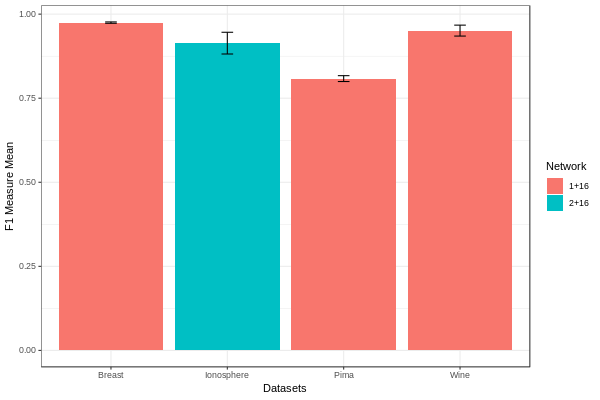 F1 Measure Mean
1.00
0.75
0.50
0.25
0.00
Breast
Ionosphere
Pima
Wine
Datasets
Network
1+16
2+16